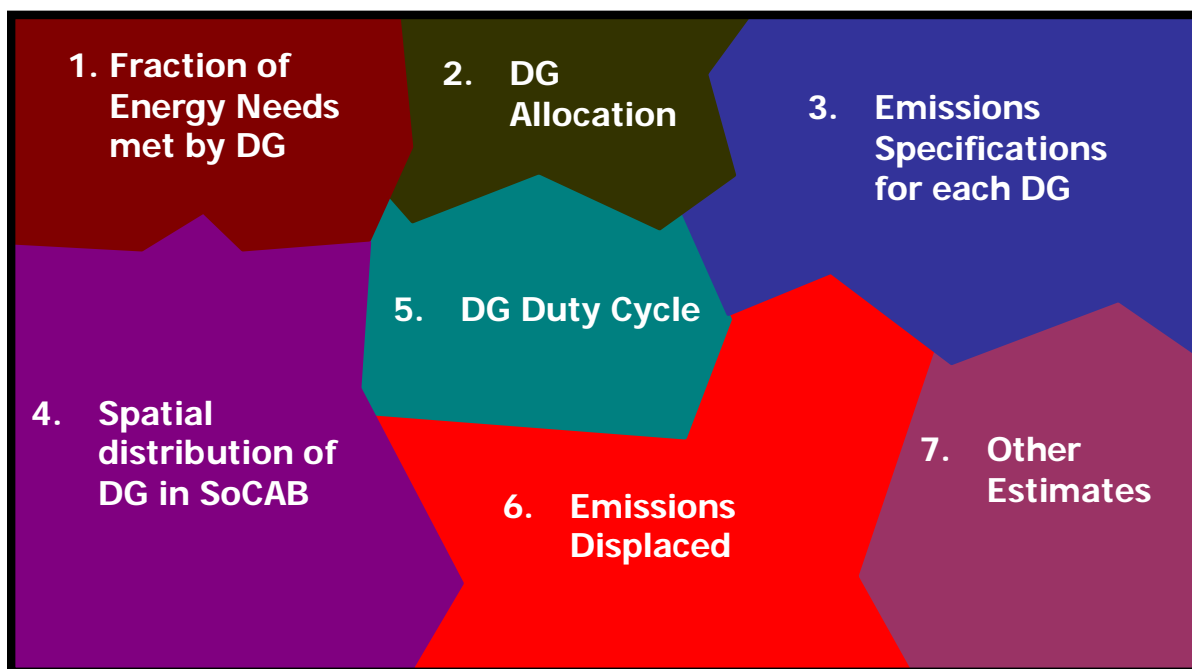 1. Fraction of
Energy Needs
met by DG
2. DG
Allocation
3. Emissions
Specifications
for each DG
4. Spatial
distribution of
DG in SoCAB
5. DG Duty Cycle
6. Emissions
Displaced
7. Other
Estimates